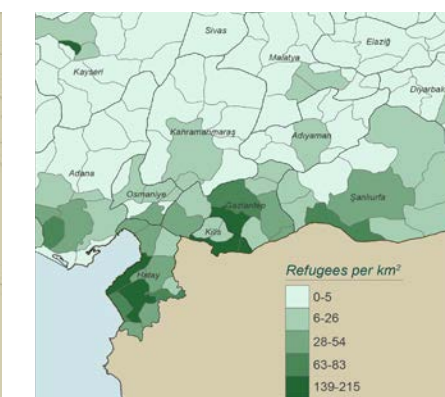 Sivas
Elazığ
Malatya
Kayseri
Diyarbak
Kahramanmaraş
Adıyaman
Adana
Osmaniye
Gaziantep
Şanlıurfa
Kilis
Hatay
Refugees per km²
0-5
6-26
28-54
63-83
139-215